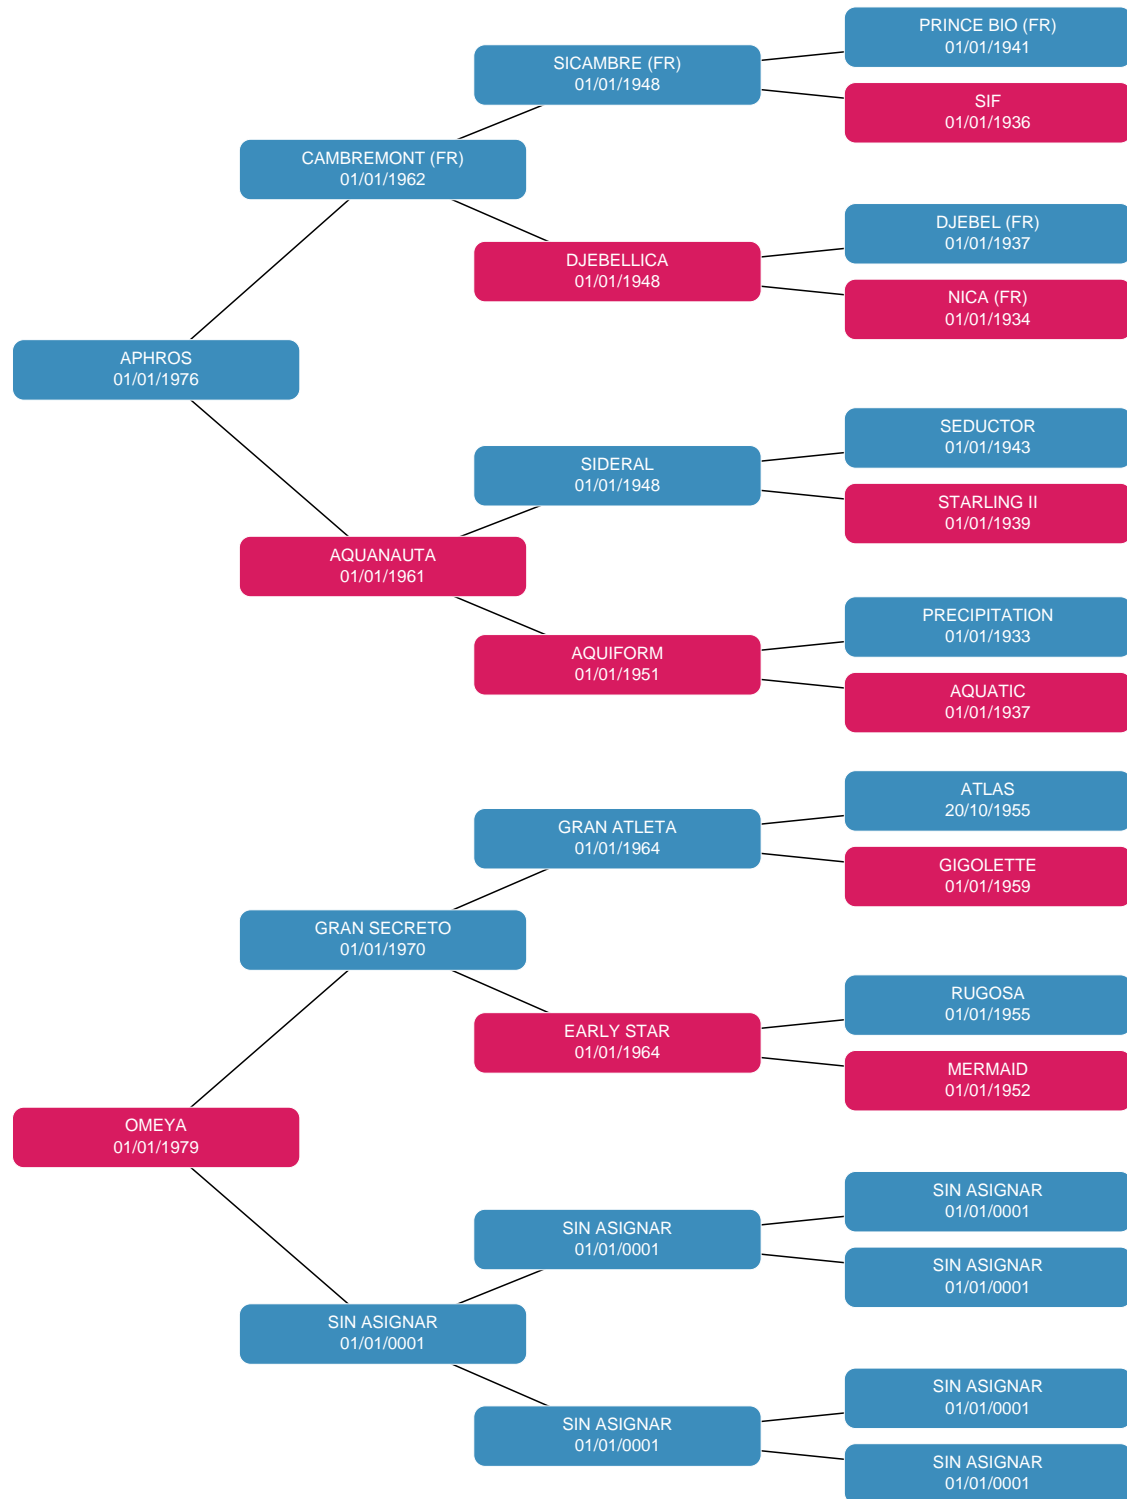 PRINCE BIO (FR)
01/01/1941
SICAMBRE (FR)
01/01/1948
SIF
01/01/1936
CAMBREMONT (FR)
01/01/1962
DJEBEL (FR)
01/01/1937
DJEBELLICA
01/01/1948
NICA (FR)
01/01/1934
APHROS
01/01/1976
SEDUCTOR
01/01/1943
SIDERAL
01/01/1948
STARLING II
01/01/1939
AQUANAUTA
01/01/1961
PRECIPITATION
01/01/1933
AQUIFORM
01/01/1951
AQUATIC
01/01/1937
ATLAS
20/10/1955
GRAN ATLETA
01/01/1964
GIGOLETTE
01/01/1959
GRAN SECRETO
01/01/1970
RUGOSA
01/01/1955
EARLY STAR
01/01/1964
MERMAID
01/01/1952
OMEYA
01/01/1979
SIN ASIGNAR
01/01/0001
SIN ASIGNAR
01/01/0001
SIN ASIGNAR
01/01/0001
SIN ASIGNAR
01/01/0001
SIN ASIGNAR
01/01/0001
SIN ASIGNAR
01/01/0001
SIN ASIGNAR
01/01/0001